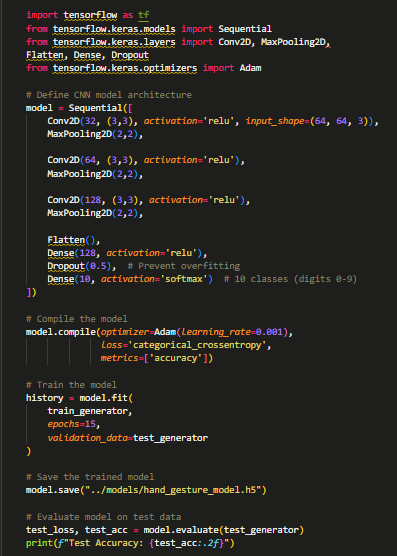 import tensorflow as tf
from tensorflow.keras.models import Sequential
from tensorflow.keras.layers import Conv2D, MaxPooling2D,
Flatten, Dense, Dropout
from tensorflow.keras.optimizers import Adam
# Define CNN model architecture
model = Sequential([
    Conv2D(32, (3,3), activation='relu', input_shape=(64, 64, 3)),
    MaxPooling2D(2,2),
    Conv2D(64, (3,3), activation='relu'),
    MaxPooling2D(2,2),
    Conv2D(128, (3,3), activation='relu'),
    MaxPooling2D(2,2),
    Flatten(),
    Dense(128, activation='relu'),
    Dropout(0.5),  # Prevent overfitting
    Dense(10, activation='softmax')  # 10 classes (digits 0-9)
])
# Compile the model
model.compile(optimizer=Adam(learning_rate=0.001),
              loss='categorical_crossentropy',
              metrics=['accuracy'])
# Train the model
history = model.fit(
    train_generator,
    epochs=15,
    validation_data=test_generator
)
# Save the trained model
model.save("../models/hand_gesture_model.h5")
# Evaluate model on test data
test_loss, test_acc = model.evaluate(test_generator)
print(f"Test Accuracy: {test_acc:.2f}")